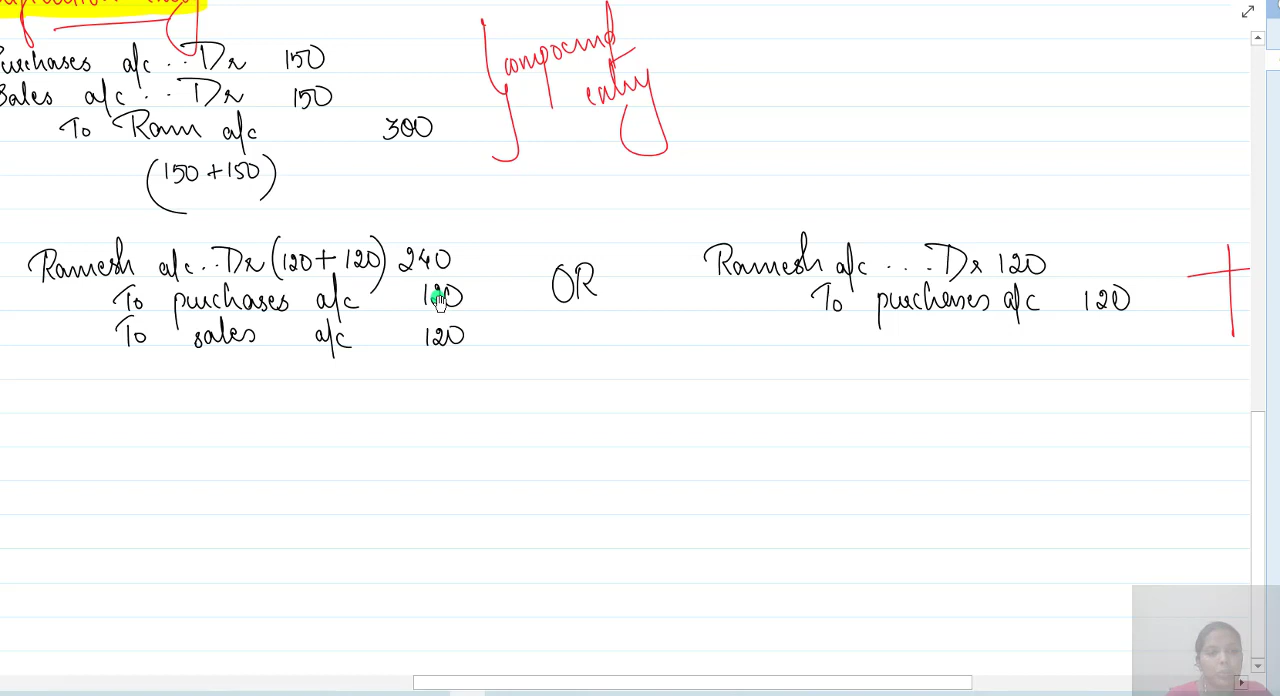 Purchases a/c .. Dr 150
Sales a/c .. Dr 150
To Ram a/c 300
(150 + 150)
Compound entry
Ramesh a/c .. Dr (120 + 120) 240
To purchases a/c 120
To sales a/c 120
OR
Ramesh a/c .... Dr 120
To purchases a/c 120
+